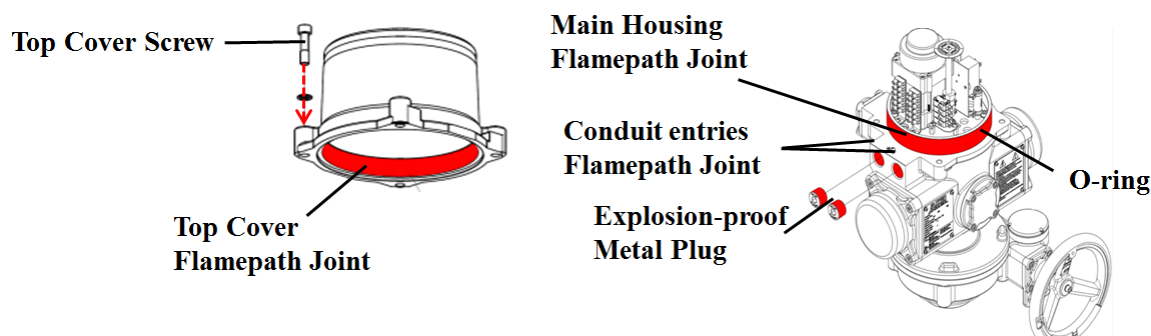 Top Cover Screw
Top Cover
Flamepath Joint
Main Housing
Flamepath Joint
Conduit entries
Flamepath Joint
Explosion-proof
Metal Plug
O-ring